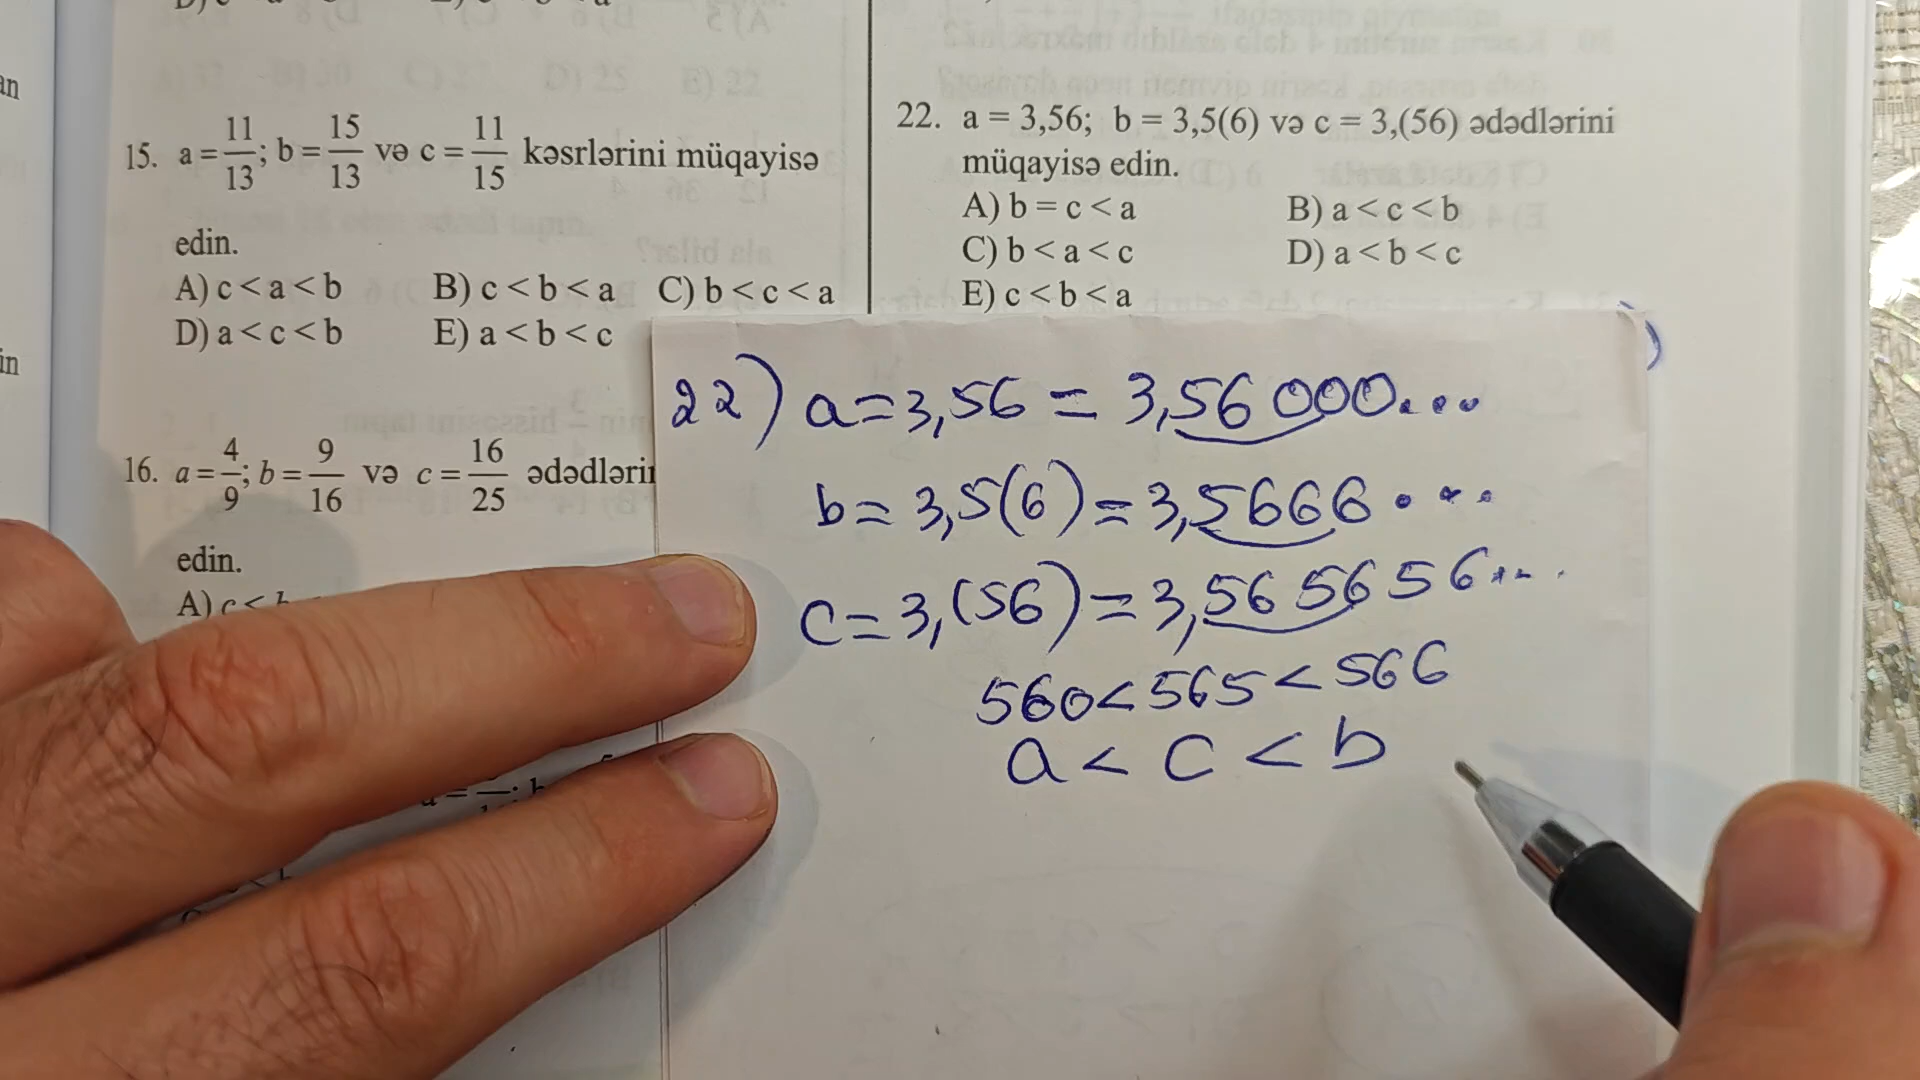 15. a = 11/13; b = 15/13 və c = 11/15 kəsrlərini müqayisə
edin.
A) c < a < b B) c < b < a C) b < c < a
D) a < c < b E) a < b < c
16. a = 4/9; b = 9/16 və c = 16/25
edin.
22. a = 3,56; b = 3,5(6) və c = 3,(56) ədədlərini
müqayisə edin.
A) b = c < a B) a < c < b
C) b < a < c D) a < b < c
E) c < b < a
22) a = 3,56 = 3,56000...
b = 3,5(6) = 3,5666...
c = 3,(56) = 3,565656...
560 < 565 < 566
a < c < b